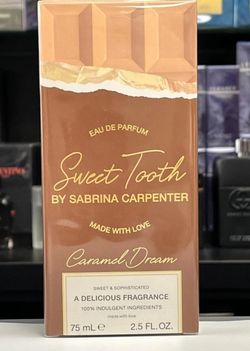 EAU DE PARFUM
Sweet Tooth
BY SABRINA CARPENTER
MADE WITH LOVE
Caramel Dream
SWEET & SOPHISTICATED
A DELICIOUS FRAGRANCE
100% INDULGENT INGREDIENTS
made with love
75 mL e 2.5 FL. OZ.